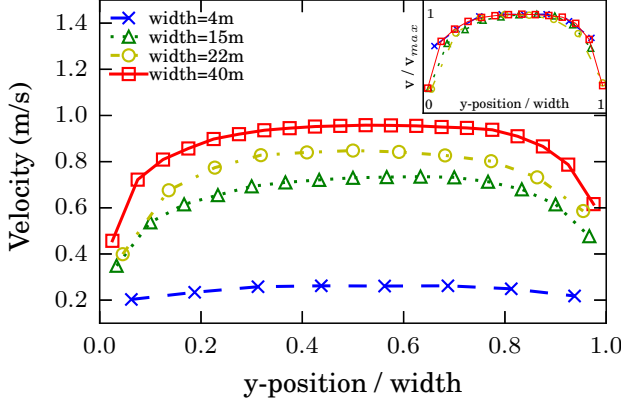 1.4
1.2
1.0
0.8
0.6
0.4
0.2
Velocity (m/s)
0.0
0.2
0.4
0.6
0.8
1.0
y-position / width
width=4m
width=15m
width=22m
width=40m
1
v / v_max
0
1
y-position / width